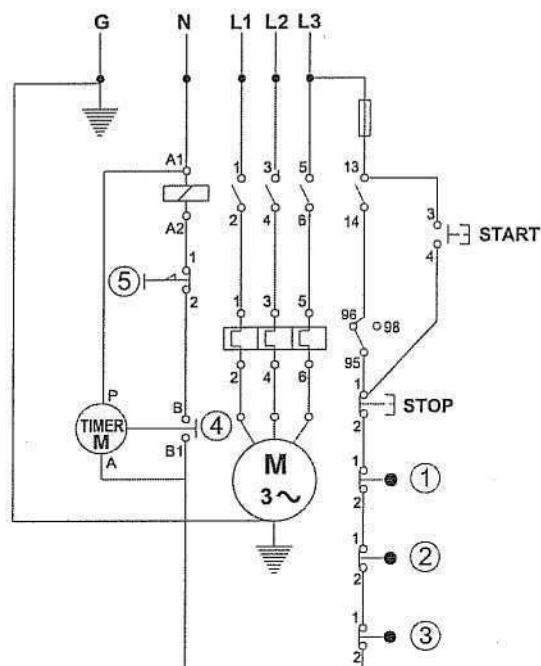 G N L1 L2 L3
A1 1 3 5 13
A2 2 4 6 14 3 START
4
1
⑤
2
1 3 5 96 98
95
2 4 6 1 STOP
P 2
TIMER B ④
M M 1 ①
A B1 3~ 2
1 ②
2
1 ③
2